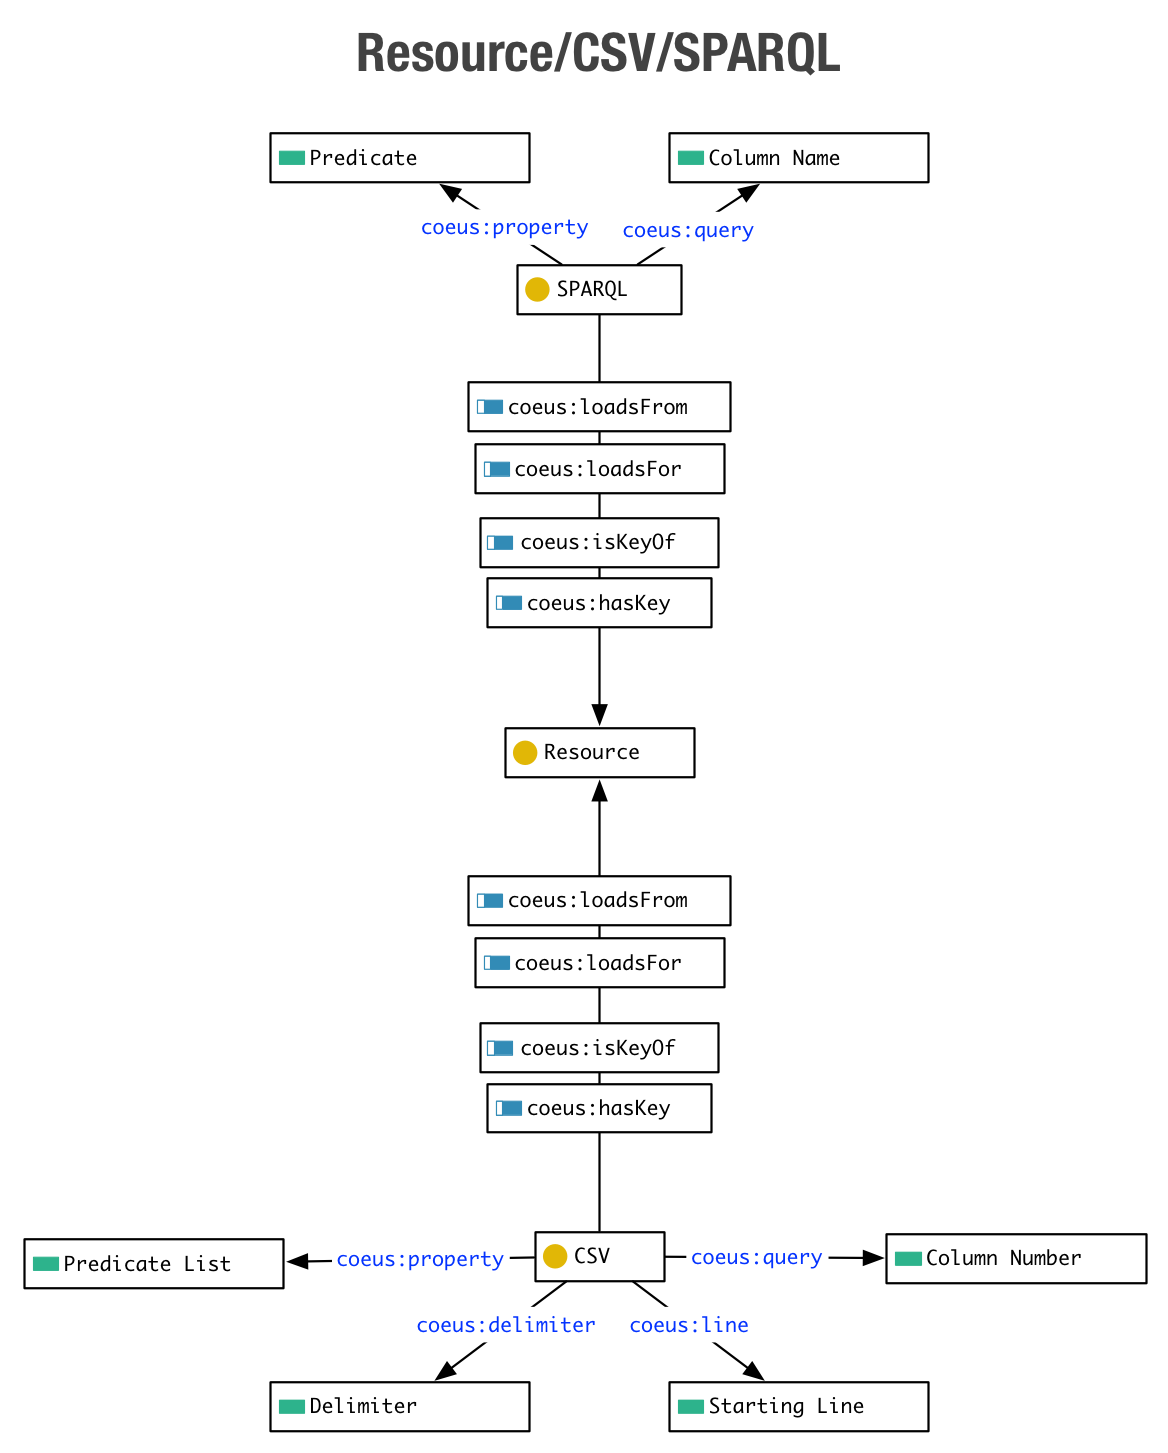 Resource/CSV/SPARQL
Predicate
Column Name
coeus:property
coeus:query
SPARQL
coeus:loadsFrom
coeus:loadsFor
coeus:isKeyOf
coeus:hasKey
Resource
coeus:loadsFrom
coeus:loadsFor
coeus:isKeyOf
coeus:hasKey
CSV
Predicate List
coeus:property
coeus:query
Column Number
coeus:delimiter
coeus:line
Delimiter
Starting Line